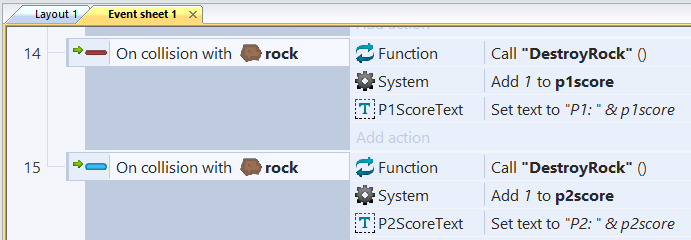 Layout 1 Event sheet 1
Add action
14 On collision with rock Function Call "DestroyRock" ()
System Add 1 to p1score
T P1ScoreText Set text to "P1: " & p1score
Add action
15 On collision with rock Function Call "DestroyRock" ()
System Add 1 to p2score
T P2ScoreText Set text to "P2: " & p2score